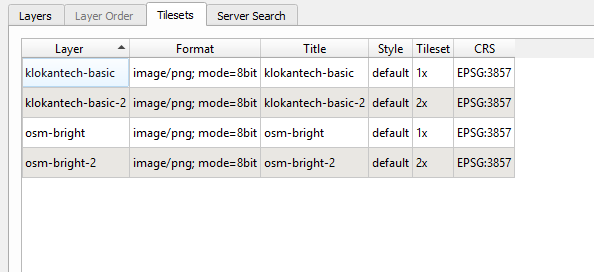 Layers Layer Order Tilesets Server Search
Layer Format Title Style Tileset CRS
klokantech-basic image/png; mode=8bit klokantech-basic default 1x EPSG:3857
klokantech-basic-2 image/png; mode=8bit klokantech-basic-2 default 2x EPSG:3857
osm-bright image/png; mode=8bit osm-bright default 1x EPSG:3857
osm-bright-2 image/png; mode=8bit osm-bright-2 default 2x EPSG:3857